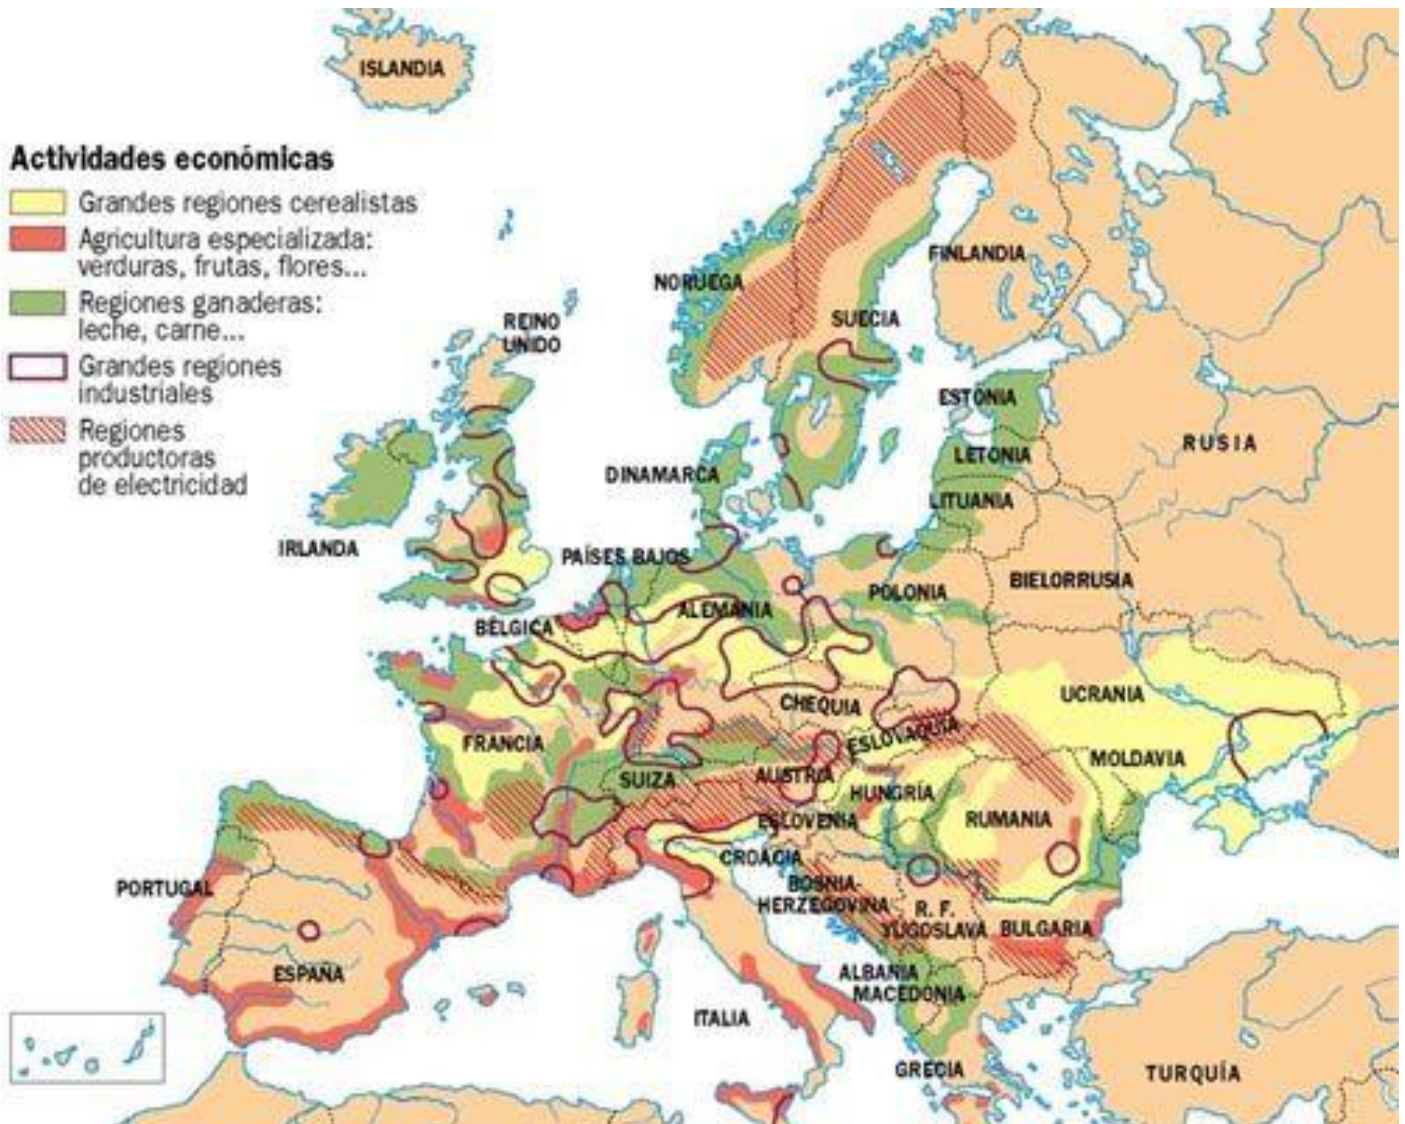 ISLANDIA
Actividades económicas
Grandes regiones cerealistas
Agricultura especializada:
verduras, frutas, flores...
Regiones ganaderas:
leche, carne...
Grandes regiones
industriales
Regiones
productoras
de electricidad
NORUEGA
FINLANDIA
SUECIA
REINO
UNIDO
ESTONIA
LETONIA
LITUANIA
RUSIA
DINAMARCA
IRLANDA
PAÍSES BAJOS
BIELORRUSIA
POLONIA
ALEMANIA
BÉLGICA
UCRANIA
CHEQUIA
FRANCIA
ESLOVAQUIA
MOLDAVIA
SUIZA
AUSTRIA
HUNGRÍA
ESLOVENIA
RUMANIA
CROACIA
PORTUGAL
BOSNIA-
HERZEGOVINA
R. F.
YUGOSLAVA
BULGARIA
ESPAÑA
ALBANIA
MACEDONIA
ITALIA
GRECIA
TURQUÍA